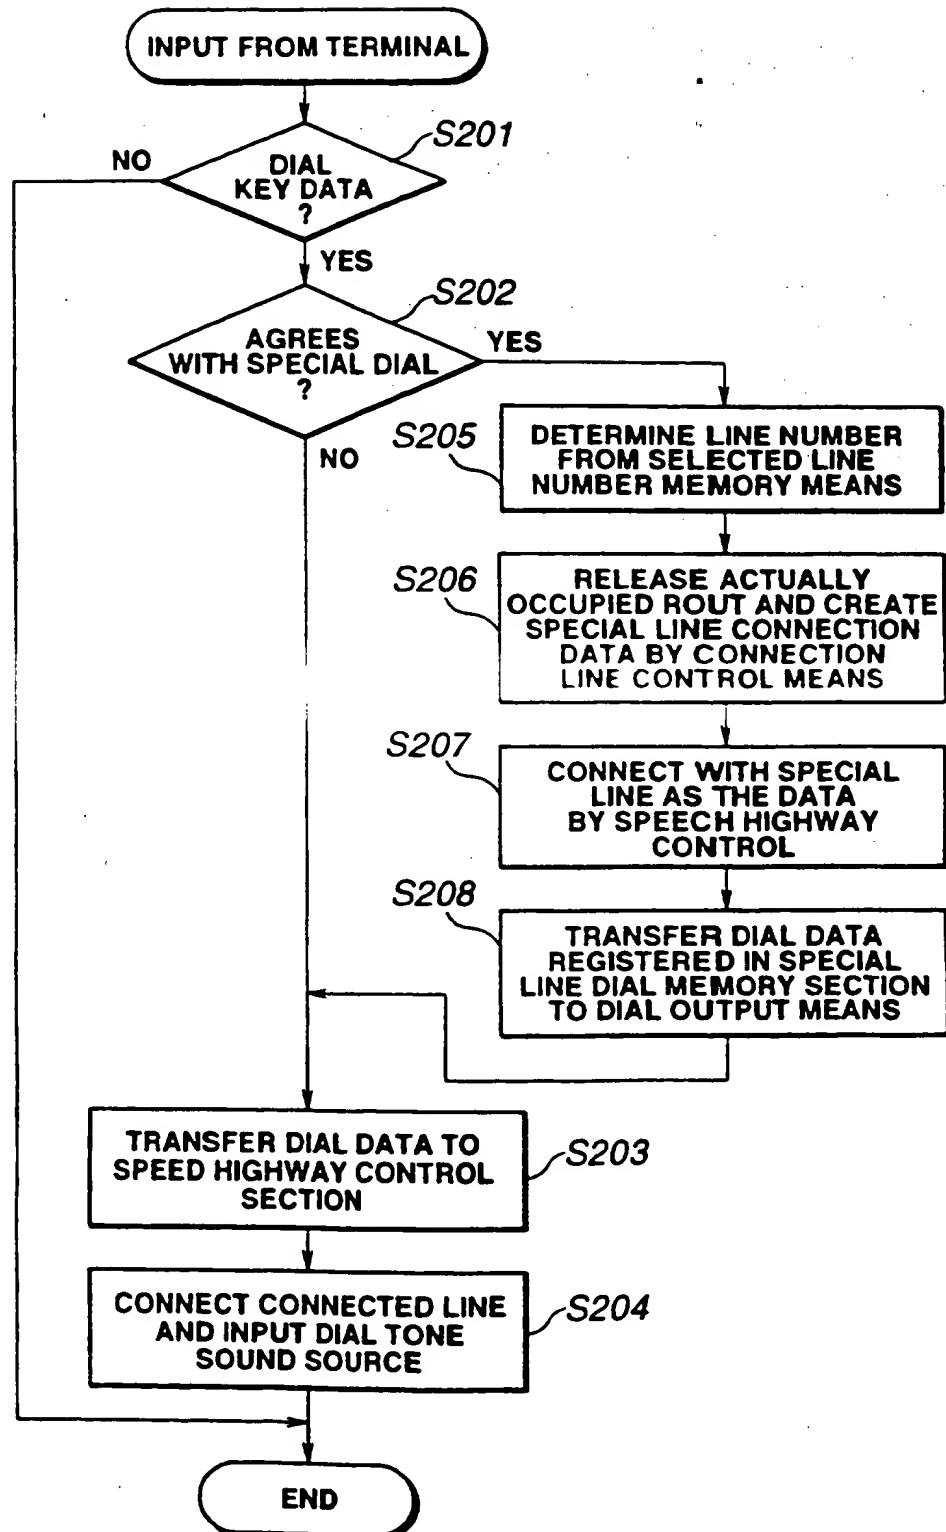 INPUT FROM TERMINAL
S201
NO
DIAL
KEY DATA
?
YES
S202
AGREES
WITH SPECIAL DIAL
?
YES
NO
S205
DETERMINE LINE NUMBER
FROM SELECTED LINE
NUMBER MEMORY MEANS
S206
RELEASE ACTUALLY
OCCUPIED ROUT AND CREATE
SPECIAL LINE CONNECTION
DATA BY CONNECTION
LINE CONTROL MEANS
S207
CONNECT WITH SPECIAL
LINE AS THE DATA
BY SPEECH HIGHWAY
CONTROL
S208
TRANSFER DIAL DATA
REGISTERED IN SPECIAL
LINE DIAL MEMORY SECTION
TO DIAL OUTPUT MEANS
TRANSFER DIAL DATA TO
SPEED HIGHWAY CONTROL
SECTION
S203
CONNECT CONNECTED LINE
AND INPUT DIAL TONE
SOUND SOURCE
S204
END